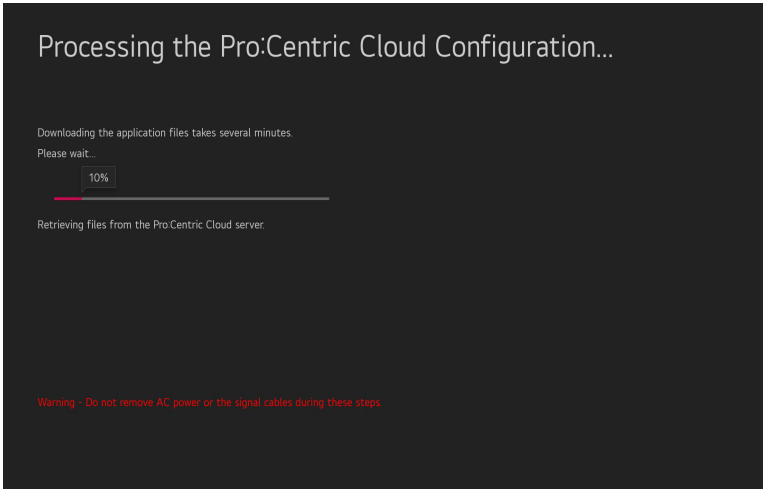 Processing the Pro:Centric Cloud Configuration...
Downloading the application files takes several minutes.
Please wait...
10%
Retrieving files from the Pro:Centric Cloud server.
Warning - Do not remove AC power or the signal cables during these steps.